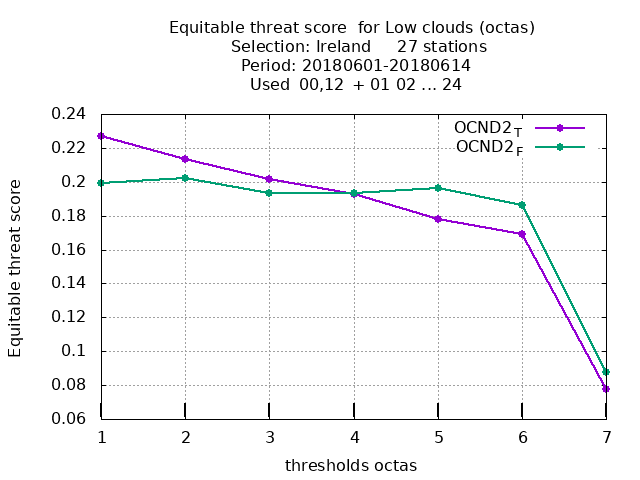 Equitable threat score  for Low clouds (octas)
Selection: Ireland     27 stations
Period: 20180601-20180614
Used  00,12  + 01 02 ... 24
OCND2_T
OCND2_F
0.24
0.22
0.2
0.18
0.16
0.14
0.12
0.1
0.08
0.06
Equitable threat score
1 2 3 4 5 6 7
thresholds octas